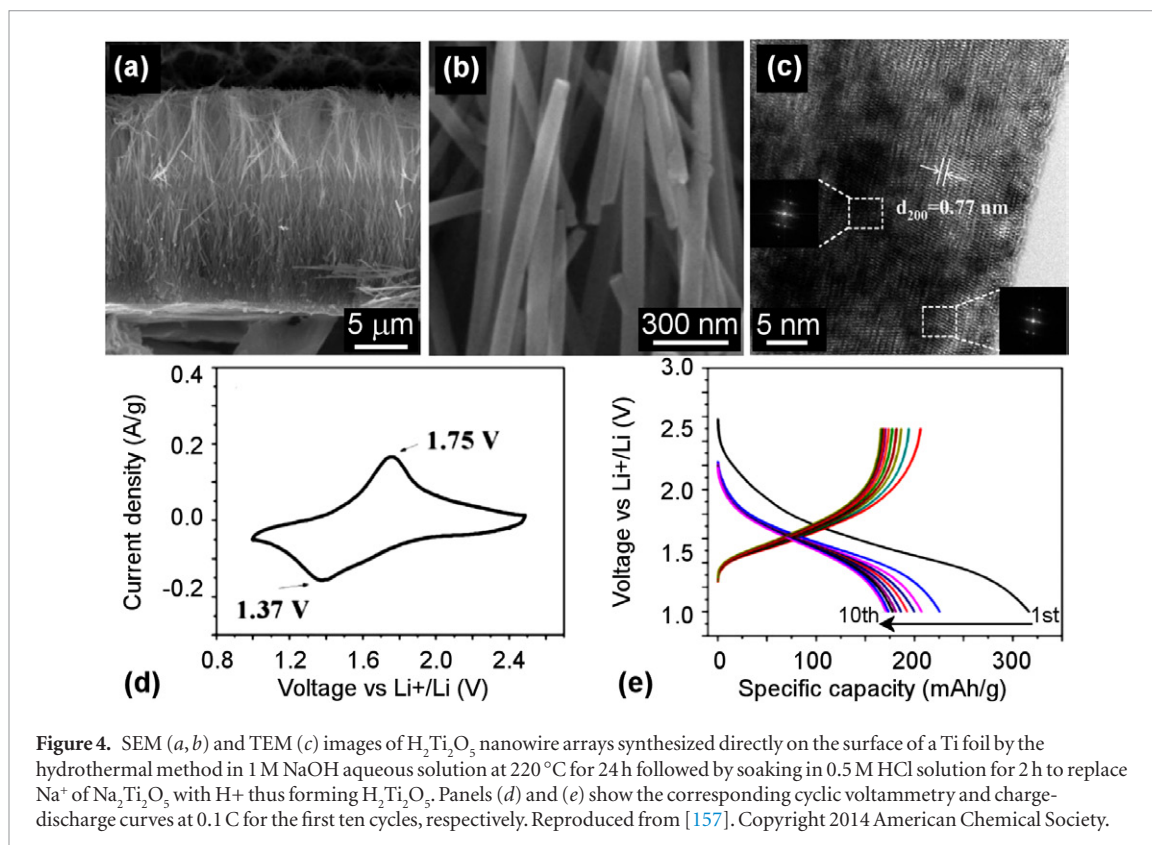 (a)
5 μm
(b)
300 nm
(c)
d₂₀₀=0.77 nm
5 nm
Current density (A/g)
0.4
0.2
0.0
-0.2
1.75 V
1.37 V
0.8 1.2 1.6 2.0 2.4
(d) Voltage vs Li+/Li (V)
Voltage vs Li+/Li (V)
3.0
2.5
2.0
1.5
1.0
10th 1st
0 100 200 300
(e) Specific capacity (mAh/g)
Figure 4. SEM (a, b) and TEM (c) images of H₂Ti₂O₅ nanowire arrays synthesized directly on the surface of a Ti foil by the
hydrothermal method in 1 M NaOH aqueous solution at 220 °C for 24 h followed by soaking in 0.5 M HCl solution for 2 h to replace
Na⁺ of Na₂Ti₂O₅ with H+ thus forming H₂Ti₂O₅. Panels (d) and (e) show the corresponding cyclic voltammetry and charge-
discharge curves at 0.1 C for the first ten cycles, respectively. Reproduced from [157]. Copyright 2014 American Chemical Society.